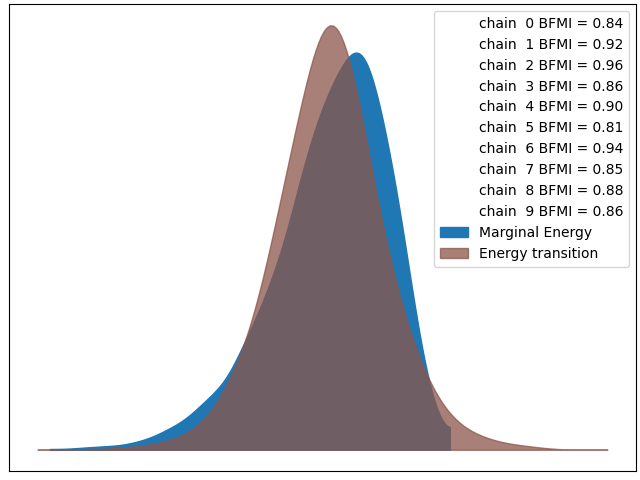 chain  0 BFMI = 0.84
chain  1 BFMI = 0.92
chain  2 BFMI = 0.96
chain  3 BFMI = 0.86
chain  4 BFMI = 0.90
chain  5 BFMI = 0.81
chain  6 BFMI = 0.94
chain  7 BFMI = 0.85
chain  8 BFMI = 0.88
chain  9 BFMI = 0.86
Marginal Energy
Energy transition